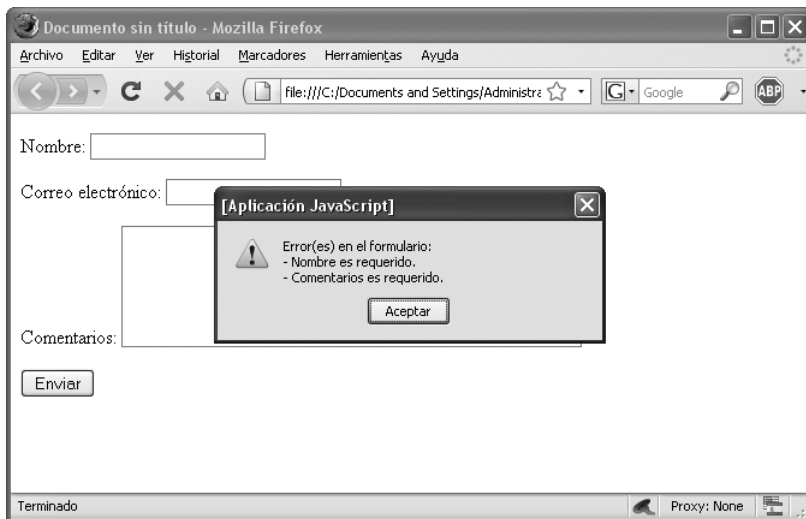 Documento sin título - Mozilla Firefox
Archivo Editar Ver Historial Marcadores Herramientas Ayuda
file:///C:/Documents and Settings/Administra G Google ABP
Nombre:
Correo electrónico:
[Aplicación JavaScript]
Error(es) en el formulario:
- Nombre es requerido.
- Comentarios es requerido.
Aceptar
Comentarios:
Enviar
Terminado Proxy: None